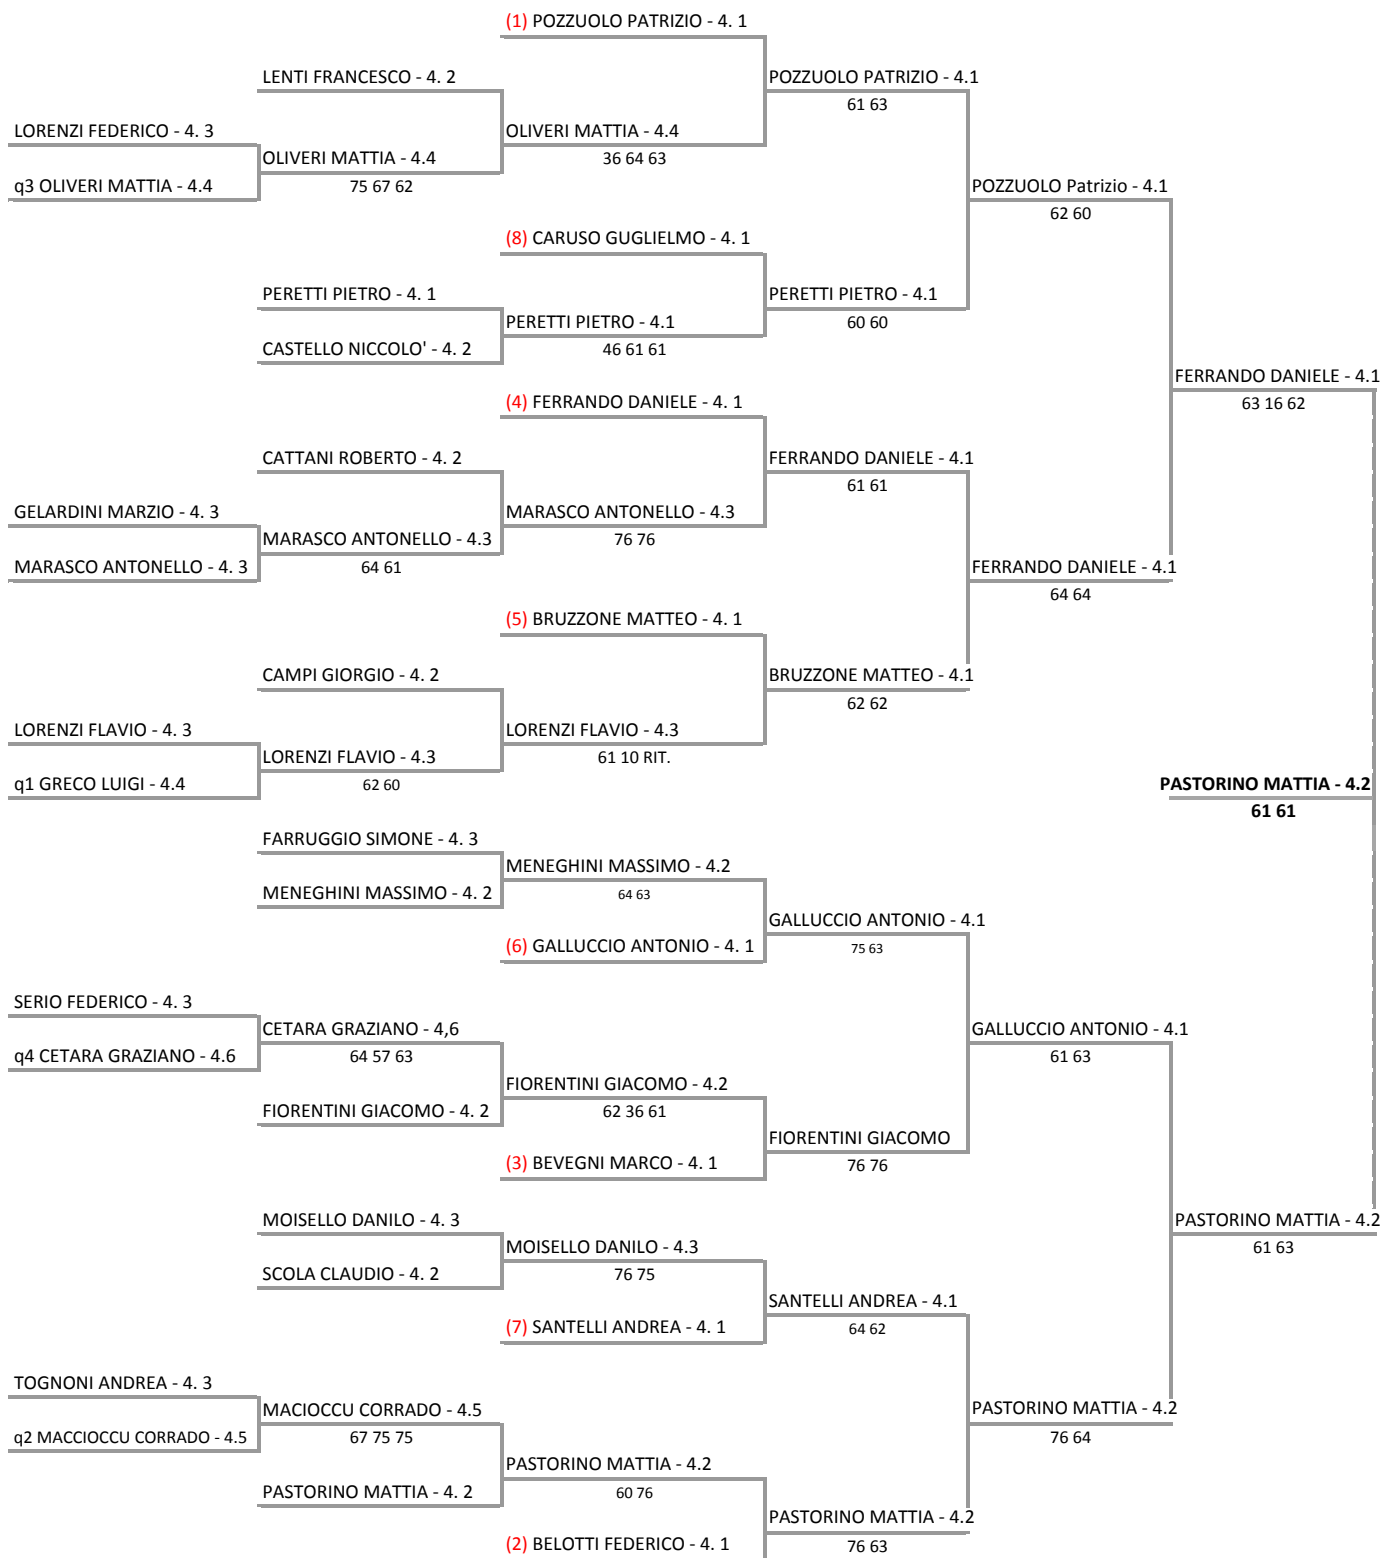 (1) POZZUOLO PATRIZIO - 4. 1
LENTI FRANCESCO - 4. 2
POZZUOLO PATRIZIO - 4.1
61 63
LORENZI FEDERICO - 4. 3
OLIVERI MATTIA - 4.4
OLIVERI MATTIA - 4.4
36 64 63
q3 OLIVERI MATTIA - 4.4
75 67 62
POZZUOLO Patrizio - 4.1
62 60
(8) CARUSO GUGLIELMO - 4. 1
PERETTI PIETRO - 4. 1
PERETTI PIETRO - 4.1
PERETTI PIETRO - 4.1
60 60
CASTELLO NICCOLO' - 4. 2
46 61 61
FERRANDO DANIELE - 4.1
63 16 62
(4) FERRANDO DANIELE - 4. 1
CATTANI ROBERTO - 4. 2
FERRANDO DANIELE - 4.1
61 61
GELARDINI MARZIO - 4. 3
MARASCO ANTONELLO - 4.3
MARASCO ANTONELLO - 4.3
76 76
MARASCO ANTONELLO - 4. 3
64 61
FERRANDO DANIELE - 4.1
64 64
(5) BRUZZONE MATTEO - 4. 1
CAMPI GIORGIO - 4. 2
BRUZZONE MATTEO - 4.1
62 62
LORENZI FLAVIO - 4. 3
LORENZI FLAVIO - 4.3
LORENZI FLAVIO - 4.3
61 10 RIT.
q1 GRECO LUIGI - 4.4
62 60
PASTORINO MATTIA - 4.2
61 61
FARRUGGIO SIMONE - 4. 3
MENEGHINI MASSIMO - 4.2
MENEGHINI MASSIMO - 4. 2
64 63
GALLUCCIO ANTONIO - 4.1
(6) GALLUCCIO ANTONIO - 4. 1
75 63
SERIO FEDERICO - 4. 3
CETARA GRAZIANO - 4,6
GALLUCCIO ANTONIO - 4.1
q4 CETARA GRAZIANO - 4.6
64 57 63
61 63
FIORENTINI GIACOMO - 4.2
FIORENTINI GIACOMO - 4. 2
62 36 61
FIORENTINI GIACOMO
(3) BEVEGNI MARCO - 4. 1
76 76
MOISELLO DANILO - 4. 3
PASTORINO MATTIA - 4.2
MOISELLO DANILO - 4.3
61 63
SCOLA CLAUDIO - 4. 2
76 75
SANTELLI ANDREA - 4.1
(7) SANTELLI ANDREA - 4. 1
64 62
TOGNONI ANDREA - 4. 3
MACIOCCU CORRADO - 4.5
PASTORINO MATTIA - 4.2
q2 MACCIOCCU CORRADO - 4.5
67 75 75
76 64
PASTORINO MATTIA - 4.2
PASTORINO MATTIA - 4. 2
60 76
PASTORINO MATTIA - 4.2
(2) BELOTTI FEDERICO - 4. 1
76 63